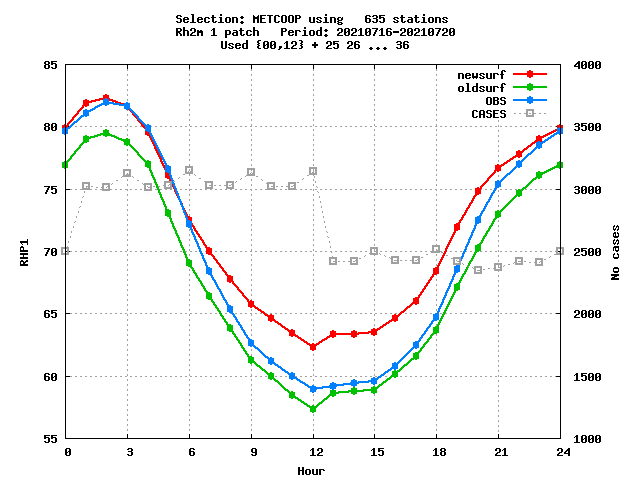 Selection: METCOOP using 635 stations
Rh2m 1 patch Period: 20210716-20210720
Used {00,12} + 25 26 ... 36
85 4000
newsurf
oldsurf
OBS
CASES
80 3500
75 3000
70 2500
RHP1
No cases
65 2000
60 1500
55 1000
0 3 6 9 12 15 18 21 24
Hour